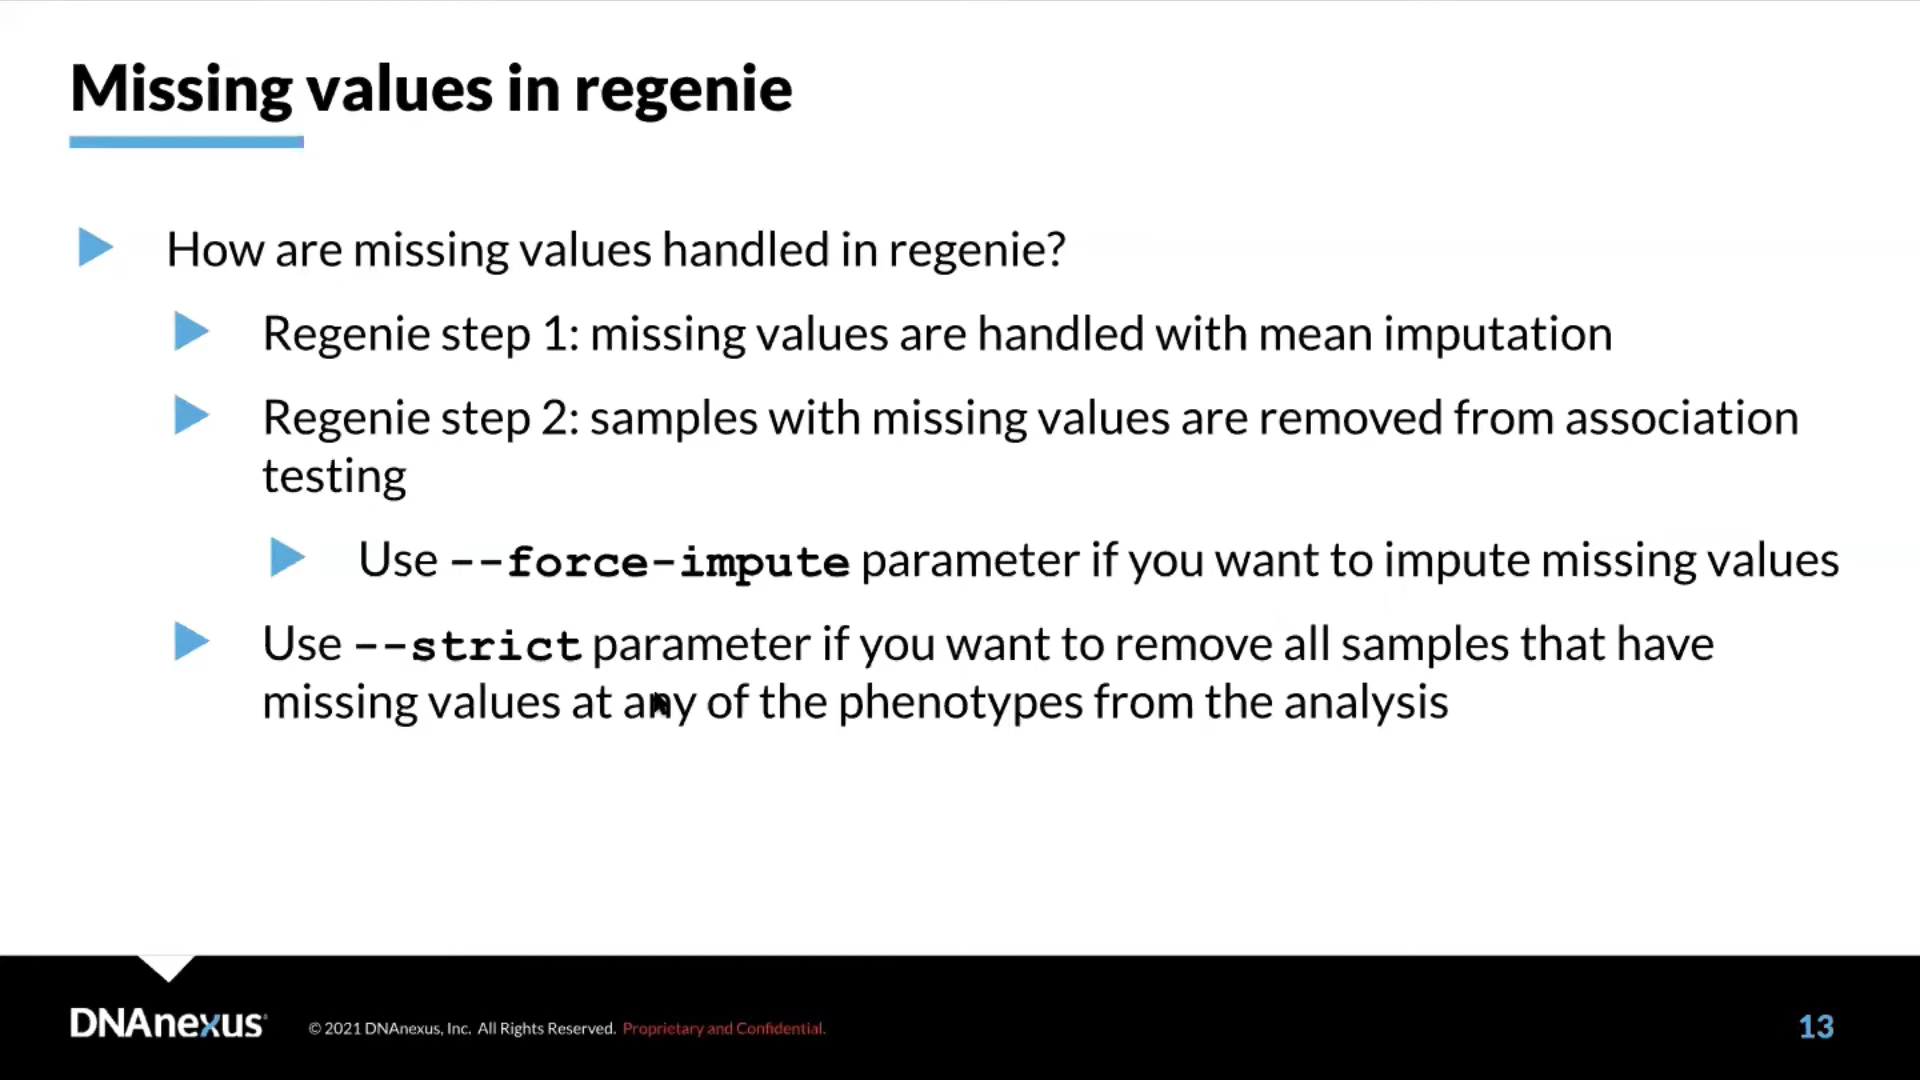 Missing values in regenie
How are missing values handled in regenie?
Regenie step 1: missing values are handled with mean imputation
Regenie step 2: samples with missing values are removed from association
testing
Use --force-impute parameter if you want to impute missing values
Use --strict parameter if you want to remove all samples that have
missing values at any of the phenotypes from the analysis
DNAnexus © 2021 DNAnexus, Inc. All Rights Reserved. Proprietary and Confidential. 13